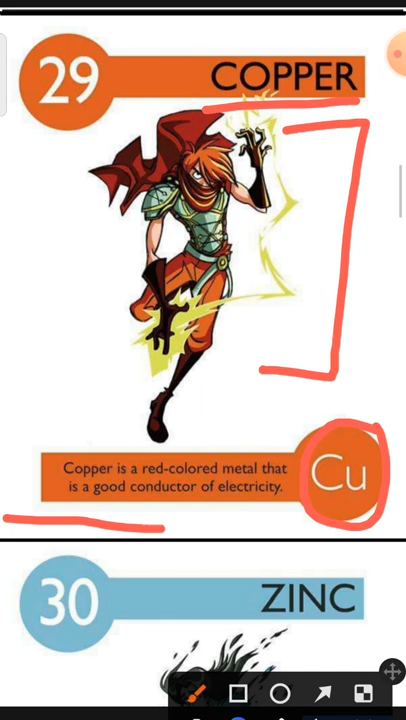 29
COPPER
Copper is a red-colored metal that
is a good conductor of electricity.
Cu
30
ZINC